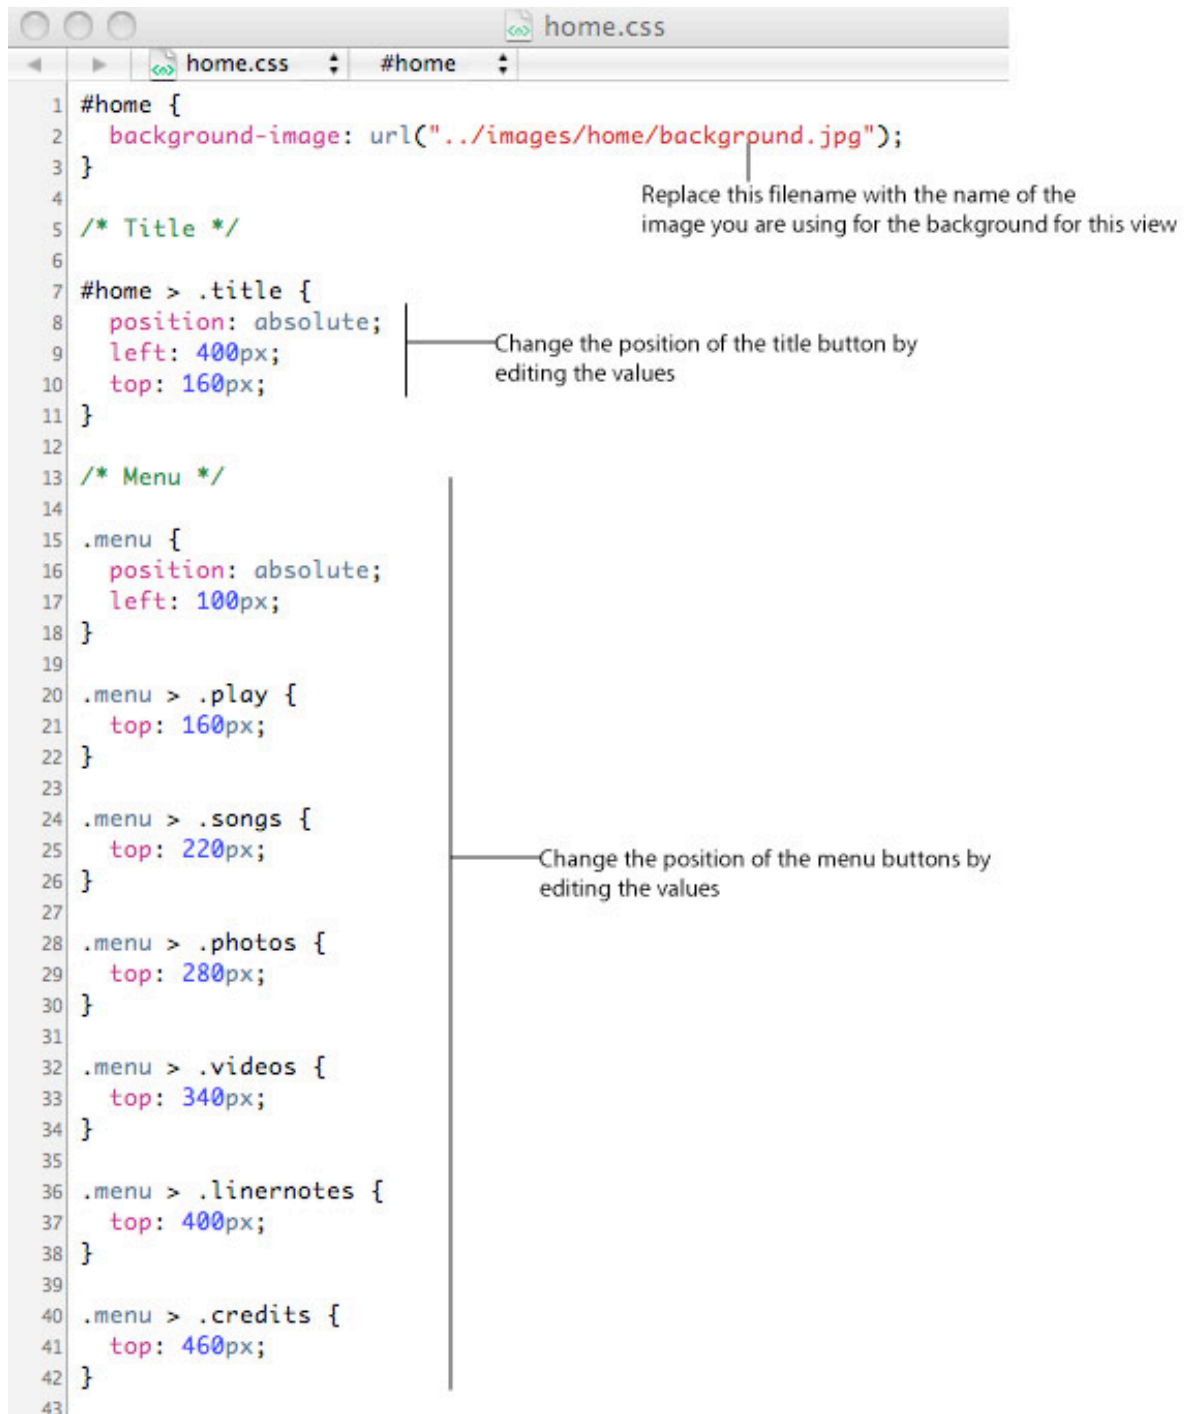 home.css
home.css #home
1 #home {
2 background-image: url("../images/home/background.jpg");
3 }
Replace this filename with the name of the
image you are using for the background for this view
4
5 /* Title */
6
7 #home > .title {
8 position: absolute;
9 left: 400px;
10 top: 160px;
11 }
Change the position of the title button by
editing the values
12
13 /* Menu */
14
15 .menu {
16 position: absolute;
17 left: 100px;
18 }
19
20 .menu > .play {
21 top: 160px;
22 }
23
24 .menu > .songs {
25 top: 220px;
26 }
Change the position of the menu buttons by
editing the values
27
28 .menu > .photos {
29 top: 280px;
30 }
31
32 .menu > .videos {
33 top: 340px;
34 }
35
36 .menu > .linernotes {
37 top: 400px;
38 }
39
40 .menu > .credits {
41 top: 460px;
42 }
43